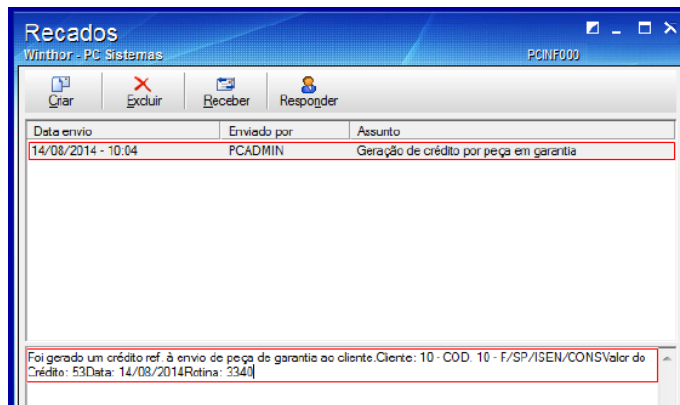 Recados
Winthor - PC Sistemas
PCINF000
Criar
Excluir
Receber
Responder
Data envio
Enviado por
Assunto
14/08/2014 - 10:04
PCADMIN
Geração de crédito por peça em garantia
Foi gerado um crédito ref. à envio de peça de garantia ao cliente.Cliente: 10 - COD. 10 - F/SP/ISEN/CONSValor do
Crédito: 53Data: 14/08/2014Rotina: 3340